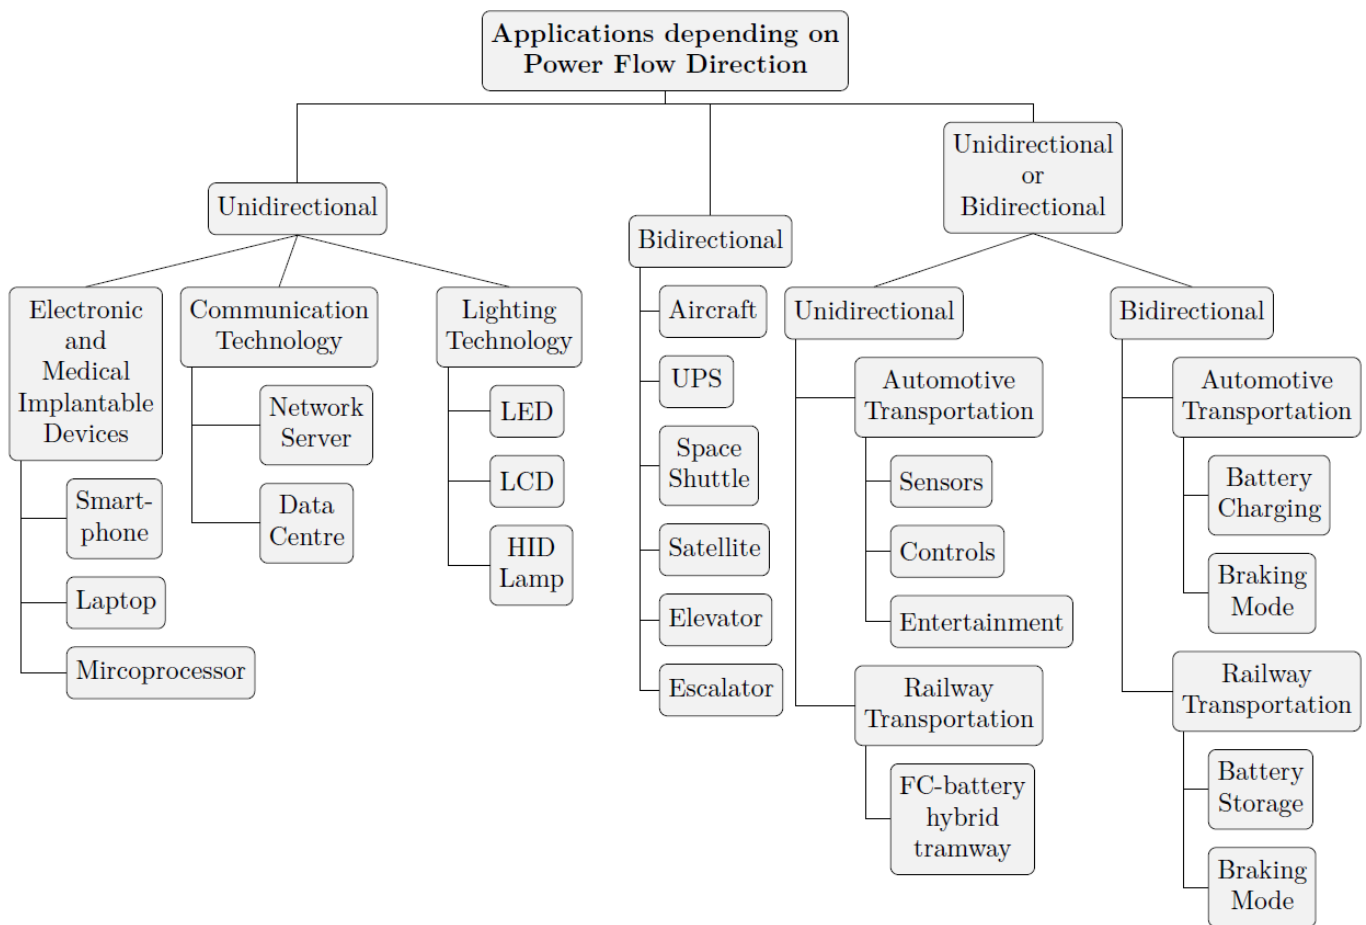 Applications depending on
Power Flow Direction
Unidirectional
Electronic
and
Medical
Implantable
Devices
Smart-
phone
Laptop
Mircoprocessor
Communication
Technology
Network
Server
Data
Centre
Lighting
Technology
LED
LCD
HID
Lamp
Bidirectional
Aircraft
UPS
Space
Shuttle
Satellite
Elevator
Escalator
Unidirectional
or
Bidirectional
Unidirectional
Automotive
Transportation
Sensors
Controls
Entertainment
Railway
Transportation
FC-battery
hybrid
tramway
Bidirectional
Automotive
Transportation
Battery
Charging
Braking
Mode
Railway
Transportation
Battery
Storage
Braking
Mode